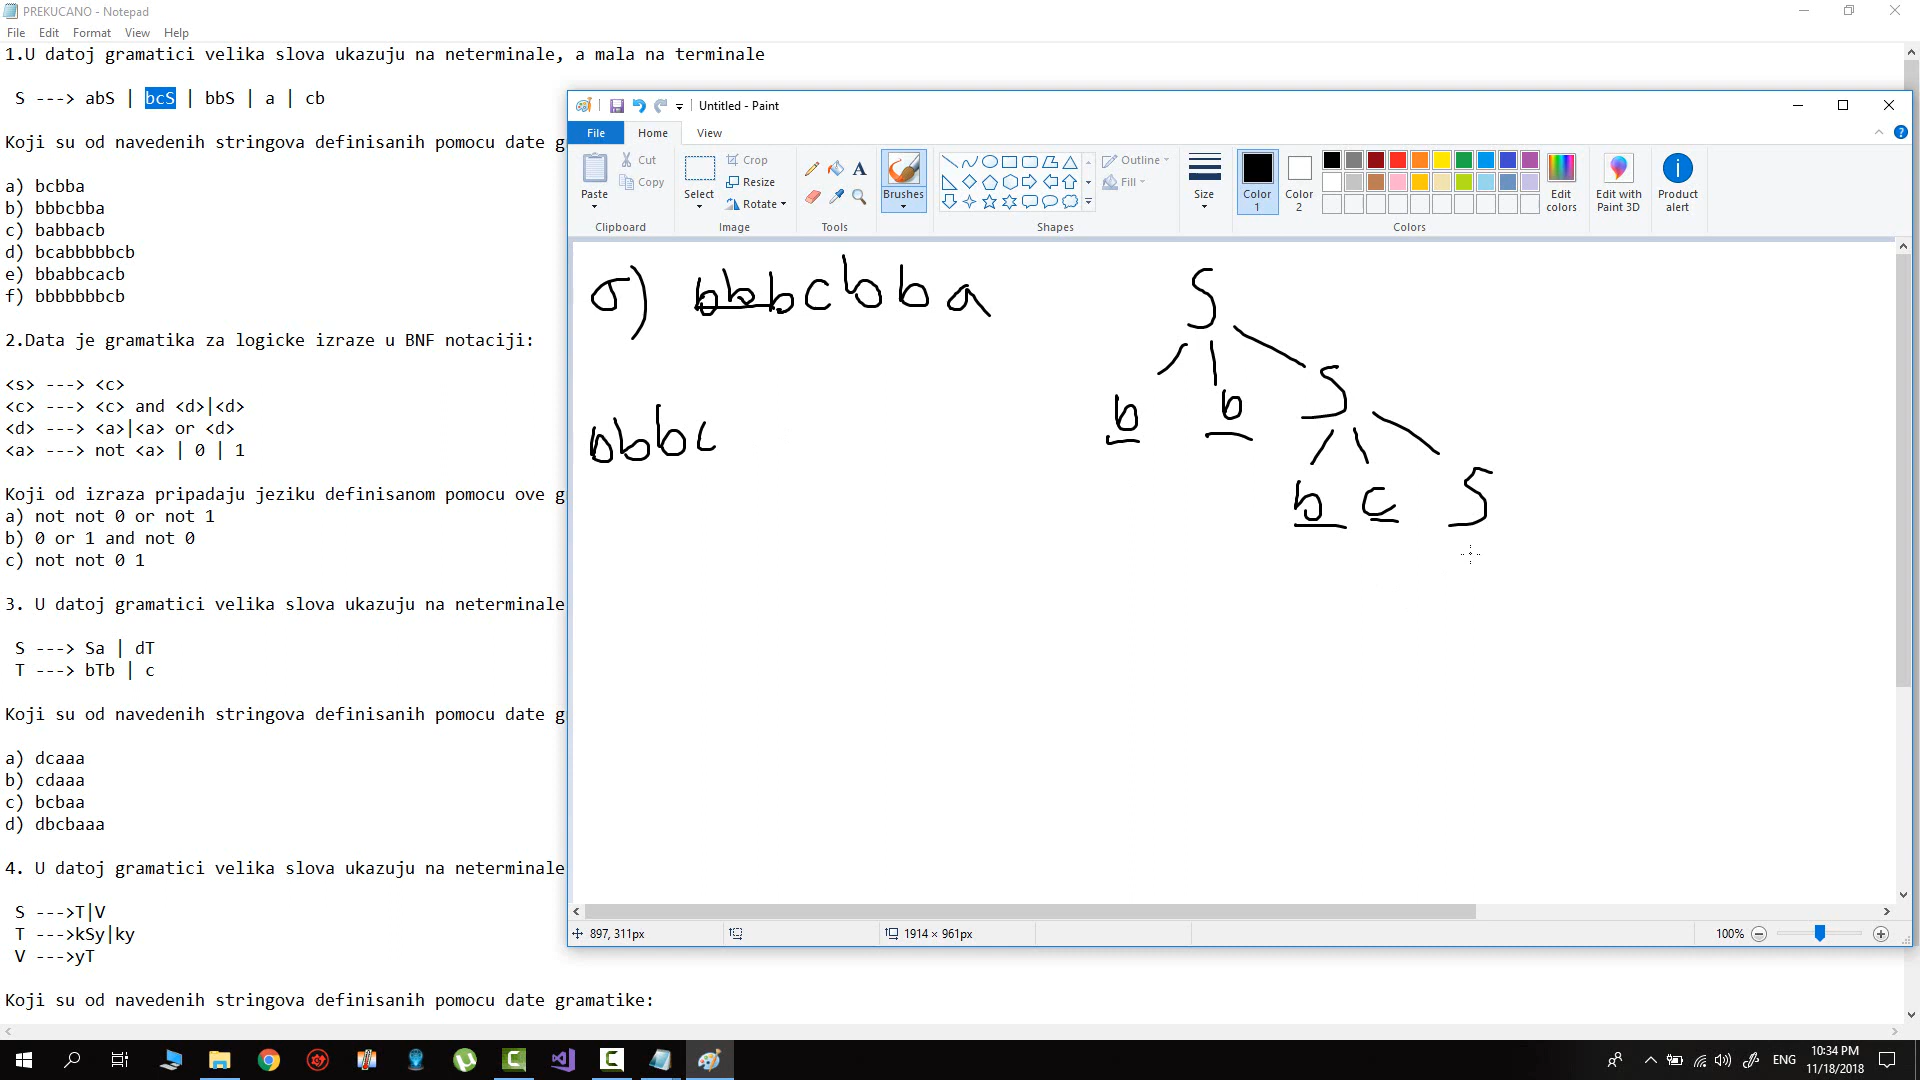 PREKUCANO - Notepad
File Edit Format View Help
1.U datoj gramatici velika slova ukazuju na neterminale, a mala na terminale
S ---> abS | bcS | bbS | a | cb
Koji su od navedenih stringova definisanih pomocu date g
a) bcbba
b) bbbcbba
c) babbacb
d) bcabbbbbcb
e) bbabbcacb
f) bbbbbbbcb
2.Data je gramatika za logicke izraze u BNF notaciji:
<s> ---> <c>
<c> ---> <c> and <d>|<d>
<d> ---> <a>|<a> or <d>
<a> ---> not <a> | 0 | 1
Koji od izraza pripadaju jeziku definisanom pomocu ove g
a) not not 0 or not 1
b) 0 or 1 and not 0
c) not not 0 1
3. U datoj gramatici velika slova ukazuju na neterminale
S ---> Sa | dT
T ---> bTb | c
Koji su od navedenih stringova definisanih pomocu date g
a) dcaaa
b) cdaaa
c) bcbaa
d) dbcbaaa
4. U datoj gramatici velika slova ukazuju na neterminale
S --->T|V
T --->kSy|ky
V --->yT
Koji su od navedenih stringova definisanih pomocu date gramatike:
Untitled - Paint
File Home View
Paste
Cut
Copy
Clipboard
Select
Crop
Resize
Rotate
Image
A
Tools
Brushes
Shapes
Outline
Fill
Size
Color 1
Color 2
Colors
Edit colors
Edit with Paint 3D
Product alert
б) bbbcbba
bbbc
S
b b S
b c S
897, 311px
1914 × 961px
100%
ENG
10:34 PM
11/18/2018